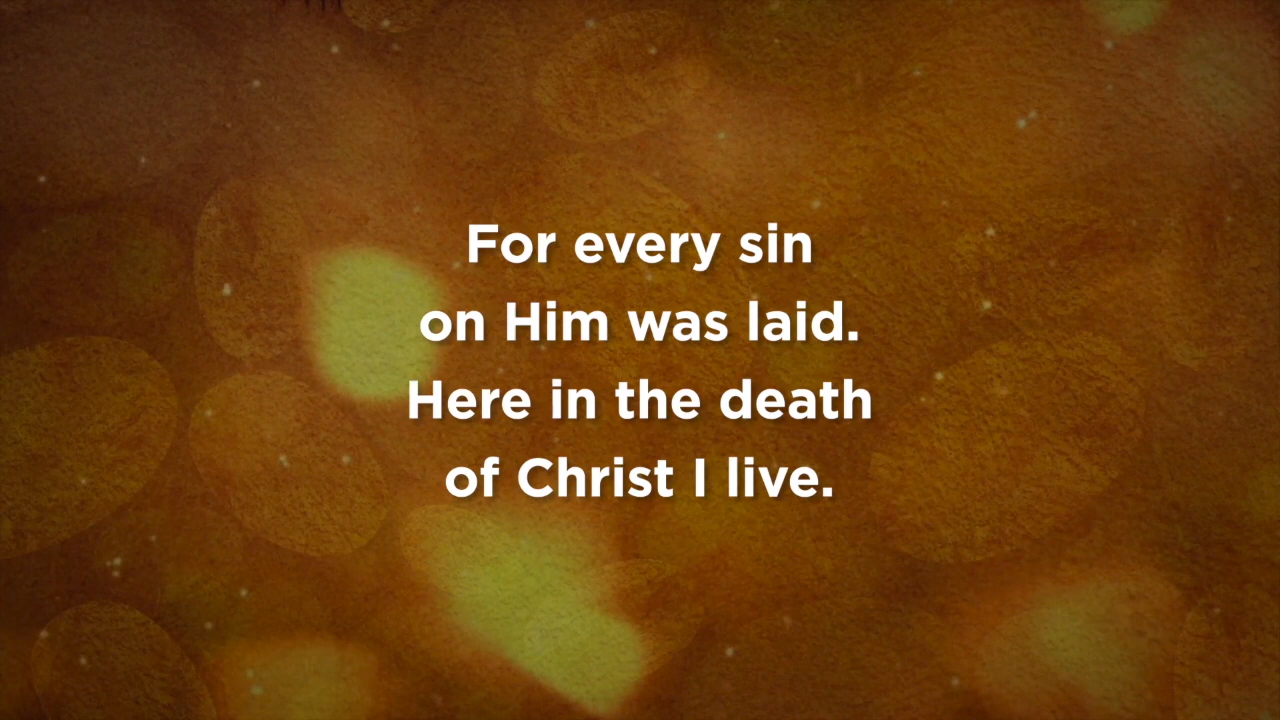 For every sin
on Him was laid.
Here in the death
of Christ I live.